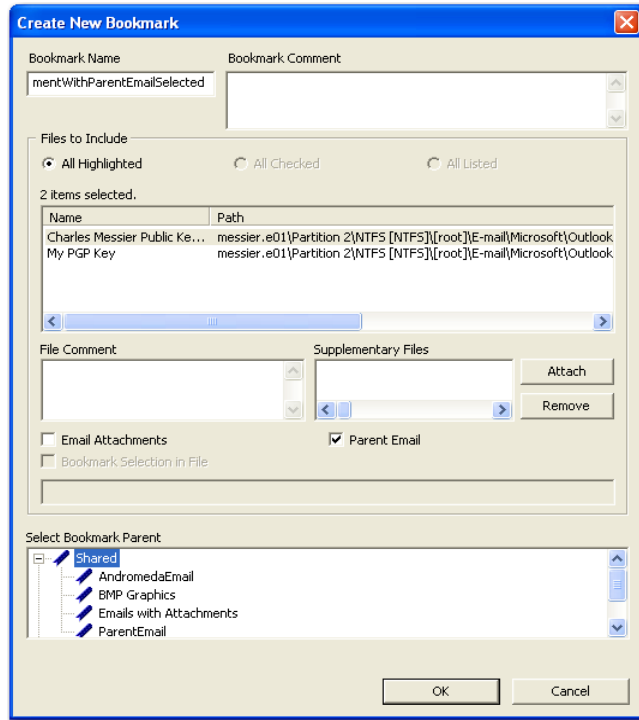 Create New Bookmark
Bookmark Name
Bookmark Comment
mentWithParentEmailSelected
Files to Include
All Highlighted
All Checked
All Listed
2 items selected.
Name
Path
Charles Messier Public Ke... messier.e01\Partition 2\NTFS [NTFS]\[root]\E-mail\Microsoft\Outlook
My PGP Key messier.e01\Partition 2\NTFS [NTFS]\[root]\E-mail\Microsoft\Outlook
File Comment
Supplementary Files
Attach
Remove
Email Attachments
Parent Email
Bookmark Selection in File
Select Bookmark Parent
Shared
AndromedaEmail
BMP Graphics
Emails with Attachments
ParentEmail
OK
Cancel